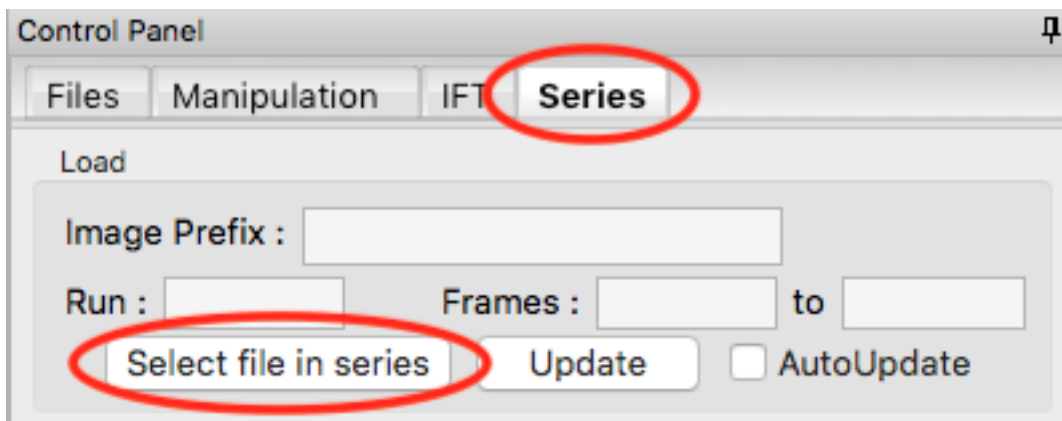 Control Panel
Files Manipulation IFT Series
Load
Image Prefix :
Run : Frames : to
Select file in series Update AutoUpdate